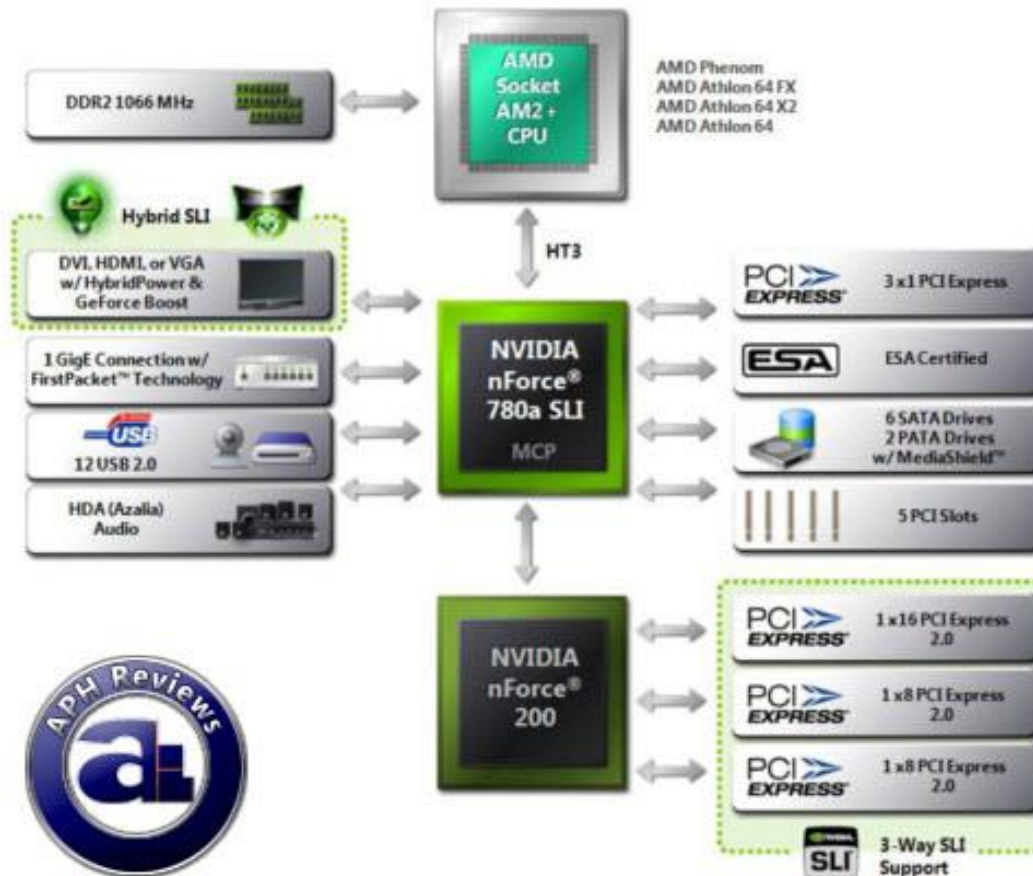 DDR2 1066 MHz
AMD
Socket
AM2 +
CPU
AMD Phenom
AMD Athlon 64 FX
AMD Athlon 64 X2
AMD Athlon 64
Hybrid SLI
HT3
DVI, HDMI, or VGA
w/ HybridPower &
GeForce Boost
1 GigE Connection w/
FirstPacket™ Technology
USB
12 USB 2.0
HDA (Azalia)
Audio
NVIDIA
nForce®
780a SLI
MCP
PCI
EXPRESS®
3 x1 PCI Express
ESA
ESA Certified
6 SATA Drives
2 PATA Drives
w/ MediaShield™
5 PCI Slots
NVIDIA
nForce®
200
PCI
EXPRESS®
1 x16 PCI Express
2.0
PCI
EXPRESS®
1 x8 PCI Express
2.0
PCI
EXPRESS®
1 x8 PCI Express
2.0
NVIDIA
SLI
3-Way SLI
Support
APH Reviews